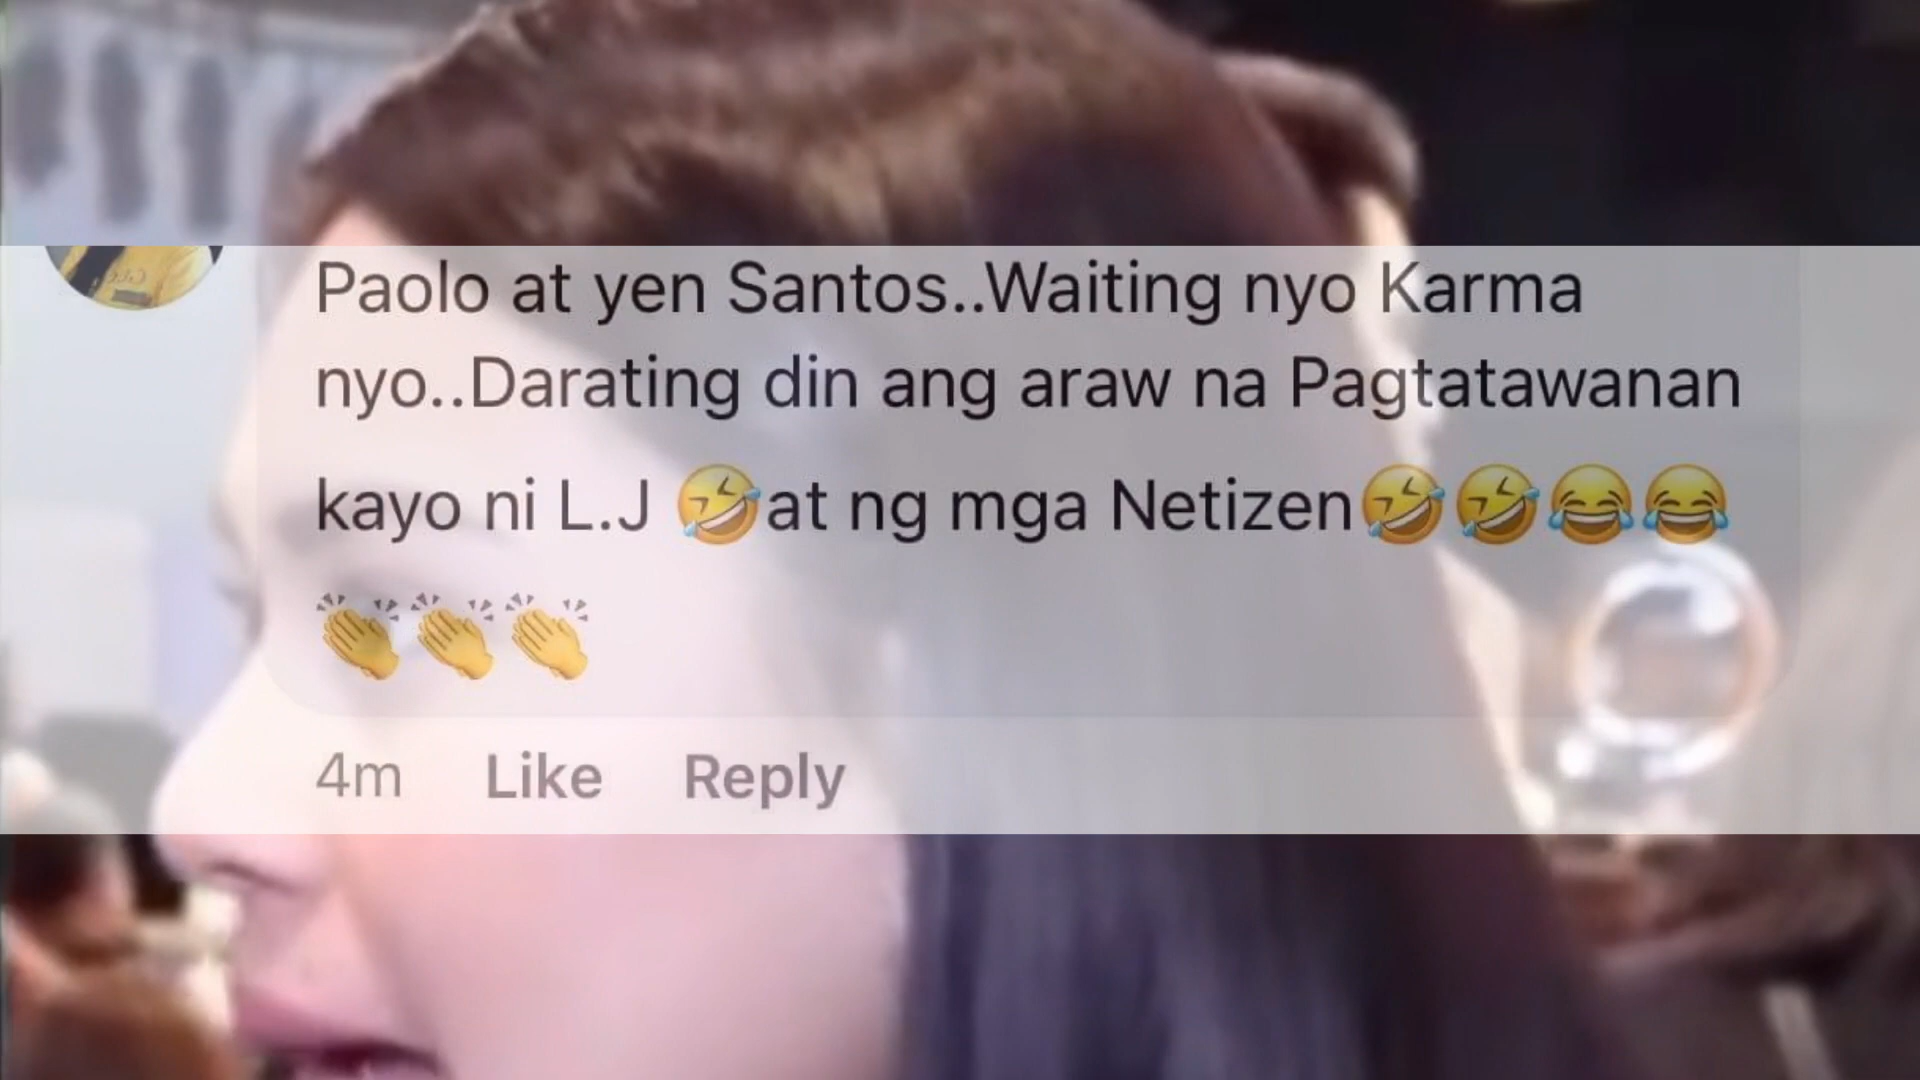 Paolo at yen Santos..Waiting nyo Karma
nyo..Darating din ang araw na Pagtatawanan
kayo ni L.J 🤣at ng mga Netizen🤣🤣😂😂
👏👏👏
4m Like Reply